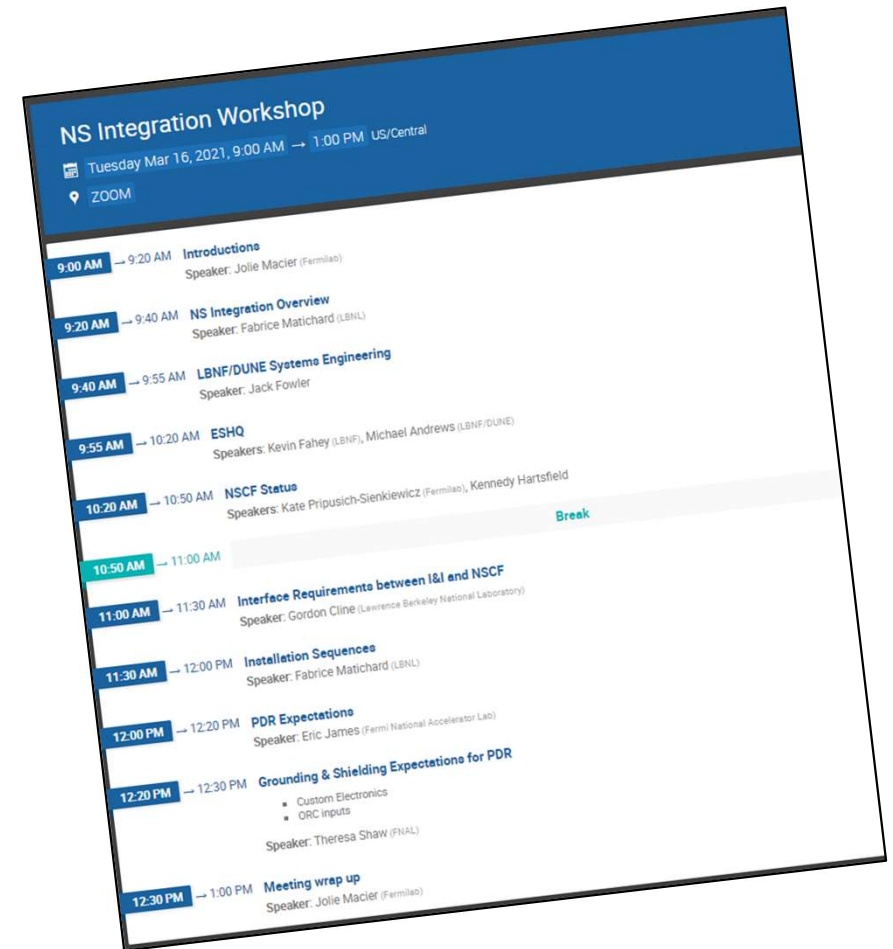 NS Integration Workshop
Tuesday Mar 16, 2021, 9:00 AM → 1:00 PM US/Central
ZOOM
9:00 AM → 9:20 AM Introductions
Speaker: Jolie Macier (Fermilab)
9:20 AM → 9:40 AM NS Integration Overview
Speaker: Fabrice Matichard (LBNL)
9:40 AM → 9:55 AM LBNF/DUNE Systems Engineering
Speaker: Jack Fowler
9:55 AM → 10:20 AM ESHQ
Speakers: Kevin Fahey (LBNF), Michael Andrews (LBNF/DUNE)
10:20 AM → 10:50 AM NSCF Status
Speakers: Kate Pripusich-Sienkiewicz (Fermilab), Kennedy Hartsfield
10:50 AM → 11:00 AM Break
11:00 AM → 11:30 AM Interface Requirements between I&I and NSCF
Speaker: Gordon Cline (Lawrence Berkeley National Laboratory)
11:30 AM → 12:00 PM Installation Sequences
Speaker: Fabrice Matichard (LBNL)
12:00 PM → 12:20 PM PDR Expectations
Speaker: Eric James (Fermi National Accelerator Lab)
12:20 PM → 12:30 PM Grounding & Shielding Expectations for PDR
▪ Custom Electronics
▪ ORC inputs
Speaker: Theresa Shaw (FNAL)
12:30 PM → 1:00 PM Meeting wrap up
Speaker: Jolie Macier (Fermilab)